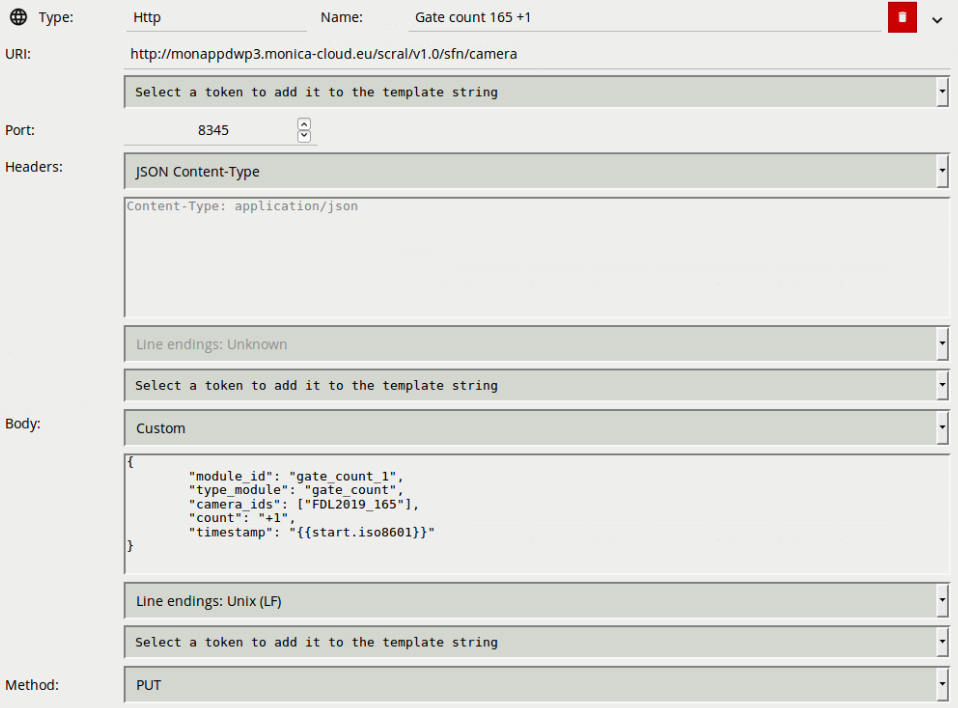 Type: Http Name: Gate count 165 +1
URI: http://monappdwp3.monica-cloud.eu/scral/v1.0/sfn/camera
Select a token to add it to the template string
Port: 8345
Headers: JSON Content-Type
Content-Type: application/json
Line endings: Unknown
Select a token to add it to the template string
Body: Custom
{
"module_id": "gate_count_1",
"type_module": "gate_count",
"camera_ids": ["FDL2019_165"],
"count": "+1",
"timestamp": "{{start.iso8601}}"
}
Line endings: Unix (LF)
Select a token to add it to the template string
Method: PUT